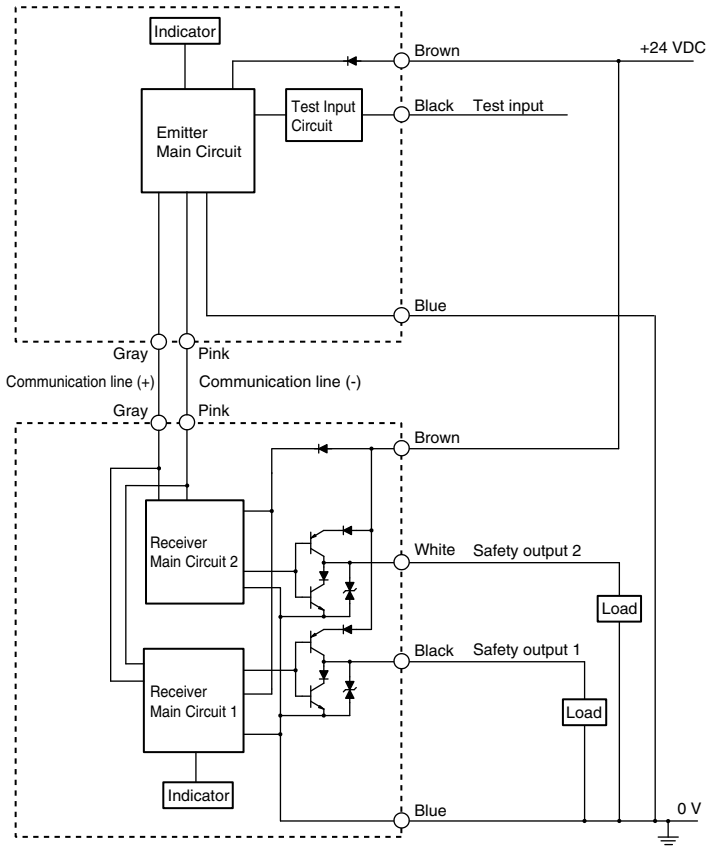 Indicator
Brown
+24 VDC
Emitter
Main Circuit
Test Input
Circuit
Black
Test input
Blue
Gray
Pink
Communication line (+)
Communication line (-)
Gray
Pink
Brown
Receiver
Main Circuit 2
White
Safety output 2
Load
Receiver
Main Circuit 1
Black
Safety output 1
Load
Indicator
Blue
0 V